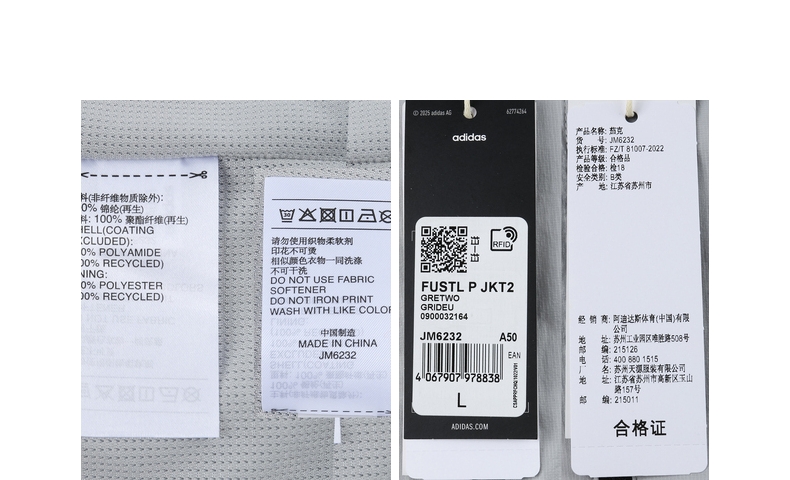 料(非纤维物质除外):
0% 锦纶(再生)
料: 100% 聚酯纤维(再生)
HELL(COATING
XCLUDED):
0% POLYAMIDE
00% RECYCLED)
NING:
0% POLYESTER
00% RECYCLED)
请勿使用织物柔软剂
印花不可烫
相似颜色衣物一同洗涤
不可干洗
DO NOT USE FABRIC
SOFTENER
DO NOT IRON PRINT
WASH WITH LIKE COLOR
中国制造
MADE IN CHINA
JM6232
© 2025 adidas AG 62774264
adidas
RFID
FUSTL P JKT2
GRETWO
GRIDEU
0900032164
JM6232 A50
EAN
4 067907 978838
L
ADIDAS.COM
产品名称: 茄克
货 号: JM6232
执行标准: FZ/T 81007-2022
产品等级: 合格品
检验合格: 检18
安全类别: B类
产 地: 江苏省苏州市
经 销 商: 阿迪达斯体育(中国)有限
公司
地 址: 苏州工业园区唯胜路508号
邮 编: 215126
电 话: 400 880 1515
厂 名: 苏州天源服装有限公司
地 址: 江苏省苏州市高新区玉山
路157号
邮 编: 215011
合格证